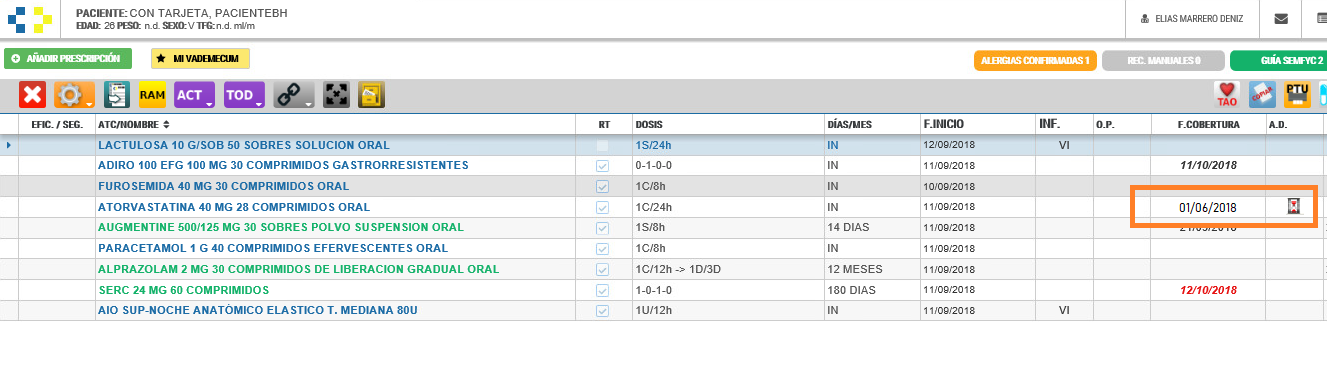 PACIENTE: CON TARJETA, PACIENTEBH
EDAD: 26 PESO: n.d. SEXO: V TFG: n.d. ml/m
ELIAS MARRERO DENIZ
AÑADIR PRESCRIPCIÓN MI VADEMECUM ALERGIAS CONFIRMADAS 1 REC. MANUALES 0 GUÍA SEMFYC 2
RAM ACT TOD TAO COPIAR PTU
EFIC. / SEG. ATC/NOMBRE RT DOSIS DÍAS/MES F.INICIO INF. O.P. F.COBERTURA A.D.
LACTULOSA 10 G/SOB 50 SOBRES SOLUCION ORAL 1S/24h IN 12/09/2018 VI
ADIRO 100 EFG 100 MG 30 COMPRIMIDOS GASTRORRESISTENTES 0-1-0-0 IN 11/09/2018 11/10/2018
FUROSEMIDA 40 MG 30 COMPRIMIDOS ORAL 1C/8h IN 10/09/2018
ATORVASTATINA 40 MG 28 COMPRIMIDOS ORAL 1C/24h IN 11/09/2018 01/06/2018
AUGMENTINE 500/125 MG 30 SOBRES POLVO SUSPENSION ORAL 1S/8h 14 DIAS 11/09/2018
PARACETAMOL 1 G 40 COMPRIMIDOS EFERVESCENTES ORAL 1C/8h IN 11/09/2018
ALPRAZOLAM 2 MG 30 COMPRIMIDOS DE LIBERACION GRADUAL ORAL 1C/12h -> 1D/3D 12 MESES 11/09/2018
SERC 24 MG 60 COMPRIMIDOS 1-0-1-0 180 DIAS 11/09/2018 12/10/2018
AIO SUP-NOCHE ANATÓMICO ELASTICO T. MEDIANA 80U 1U/12h IN 11/09/2018 VI